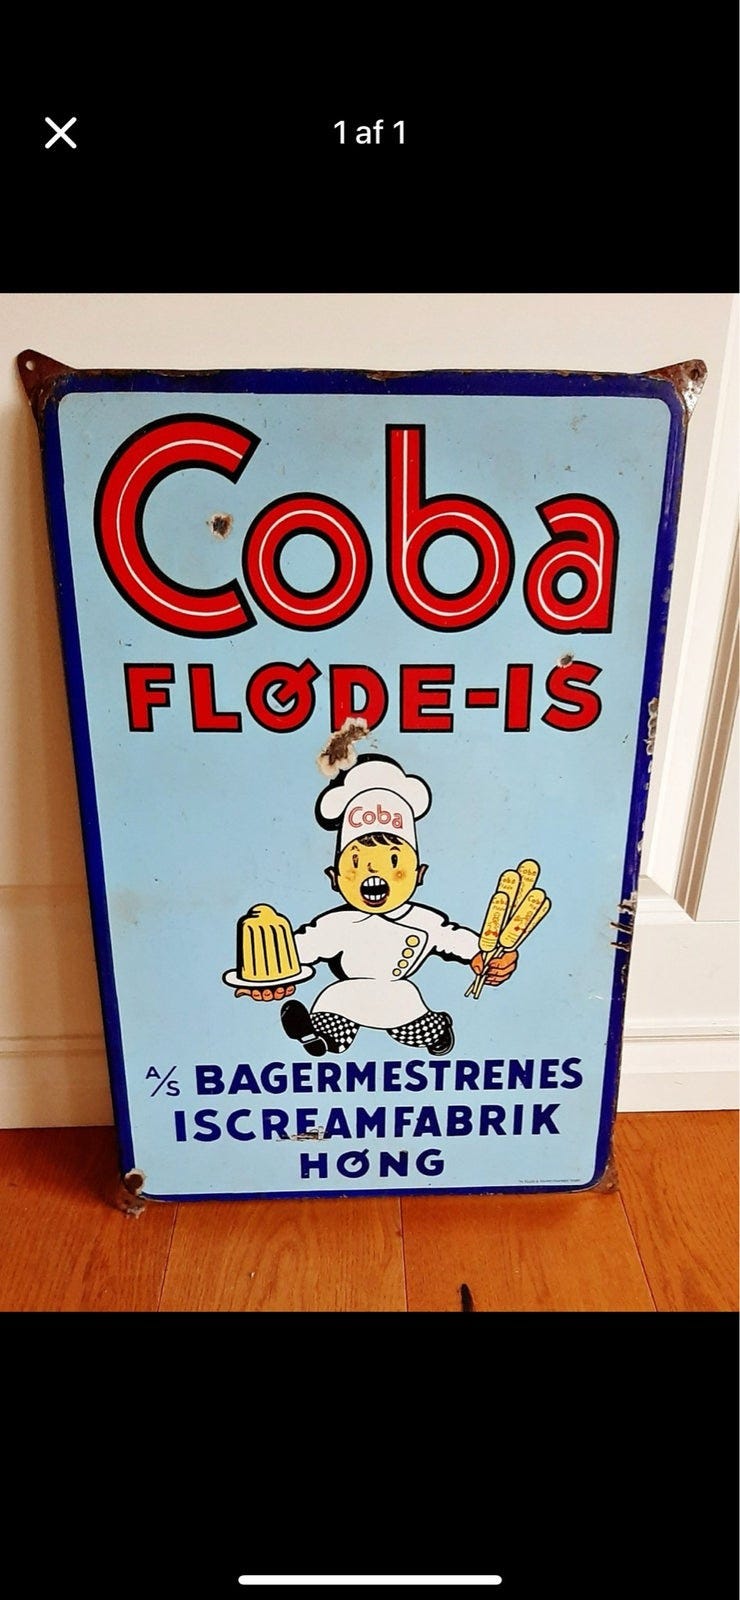 1 af 1
Coba
FLØDE-IS
Coba
A/S BAGERMESTRENES
ISCREAMFABRIK
HØNG